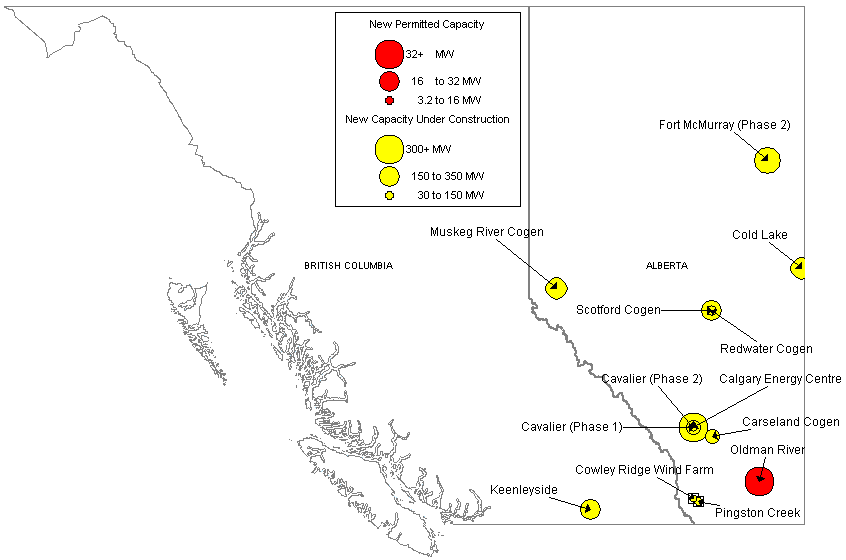 New Permitted Capacity
32+ MW
16 to 32 MW
3.2 to 16 MW
New Capacity Under Construction
300+ MW
150 to 350 MW
30 to 150 MW
Fort McMurray (Phase 2)
Muskeg River Cogen
Cold Lake
BRITISH COLUMBIA
ALBERTA
Scotford Cogen
Redwater Cogen
Cavalier (Phase 2)
Calgary Energy Centre
Cavalier (Phase 1)
Carseland Cogen
Oldman River
Cowley Ridge Wind Farm
Keenleyside
Pingston Creek